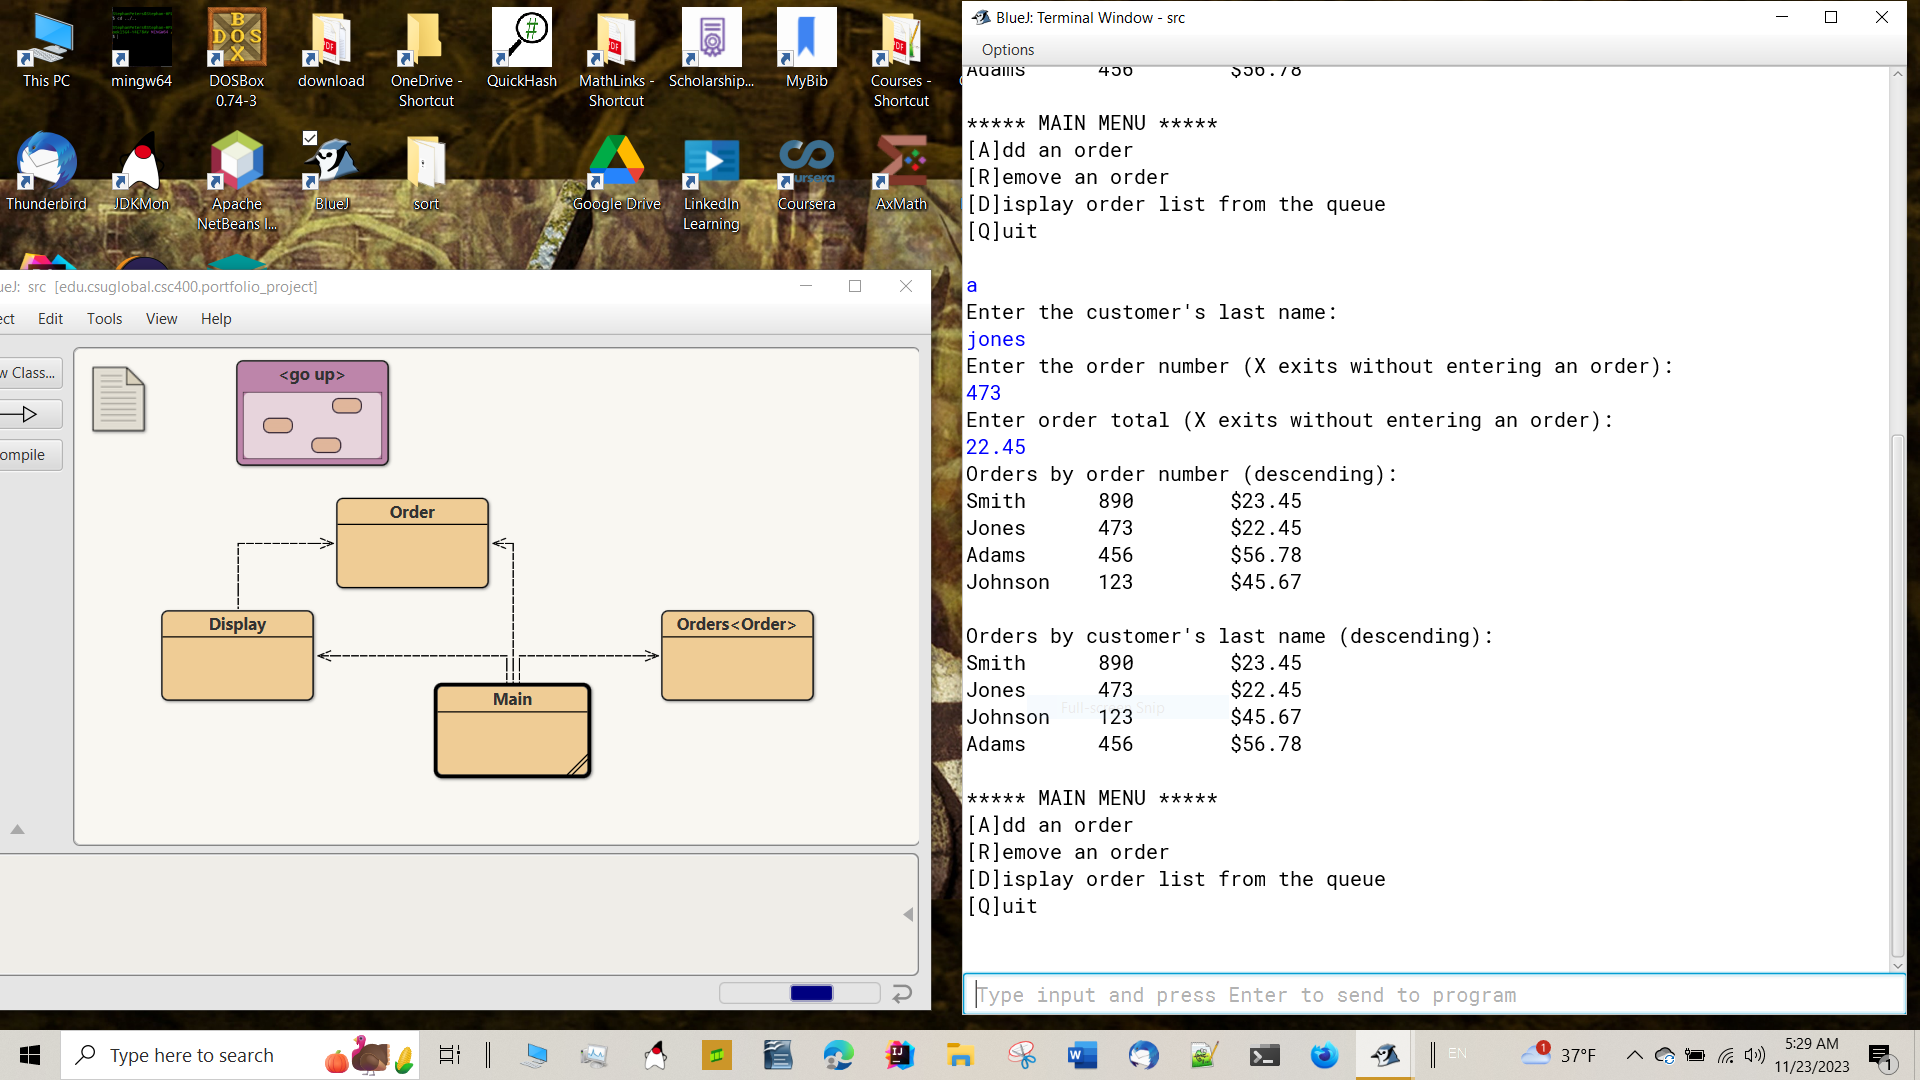 This PC
mingw64
DOSBox
0.74-3
download
OneDrive -
Shortcut
QuickHash
MathLinks -
Shortcut
Scholarship...
MyBib
Courses -
Shortcut
Thunderbird
JDKMon
Apache
NetBeans I...
BlueJ
sort
Google Drive
LinkedIn
Learning
Coursera
AxMath
ueJ: src [edu.csuglobal.csc400.portfolio_project]
ect Edit Tools View Help
w Class...
ompile
<go up>
Order
Display
Orders<Order>
Main
BlueJ: Terminal Window - src
Options
Adams 456 $56.78
***** MAIN MENU *****
[A]dd an order
[R]emove an order
[D]isplay order list from the queue
[Q]uit
a
Enter the customer's last name:
jones
Enter the order number (X exits without entering an order):
473
Enter order total (X exits without entering an order):
22.45
Orders by order number (descending):
Smith 890 $23.45
Jones 473 $22.45
Adams 456 $56.78
Johnson 123 $45.67
Orders by customer's last name (descending):
Smith 890 $23.45
Jones 473 $22.45
Full-screen Snip
Johnson 123 $45.67
Adams 456 $56.78
***** MAIN MENU *****
[A]dd an order
[R]emove an order
[D]isplay order list from the queue
[Q]uit
Type input and press Enter to send to program
Type here to search
EN
1
37°F
5:29 AM
11/23/2023
1